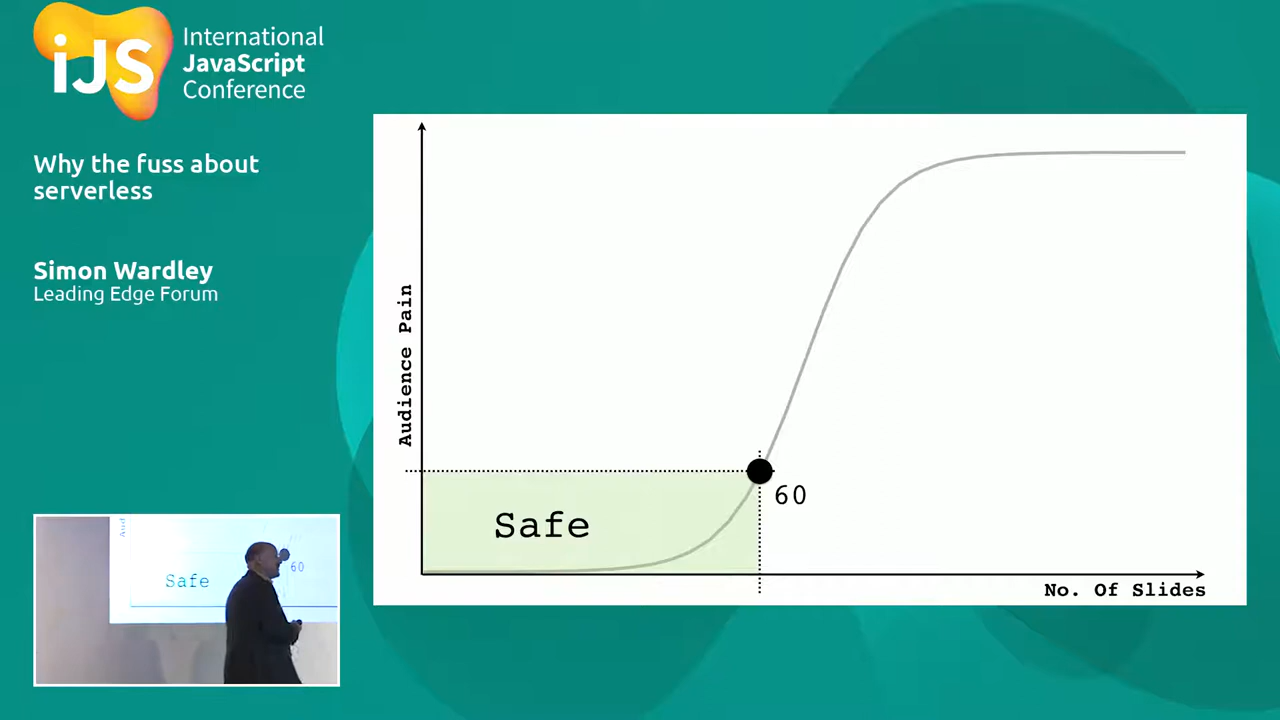 iJS
International
JavaScript
Conference
Why the fuss about
serverless
Simon Wardley
Leading Edge Forum
Audience Pain
Safe
60
No. Of Slides
Aud
Safe
60